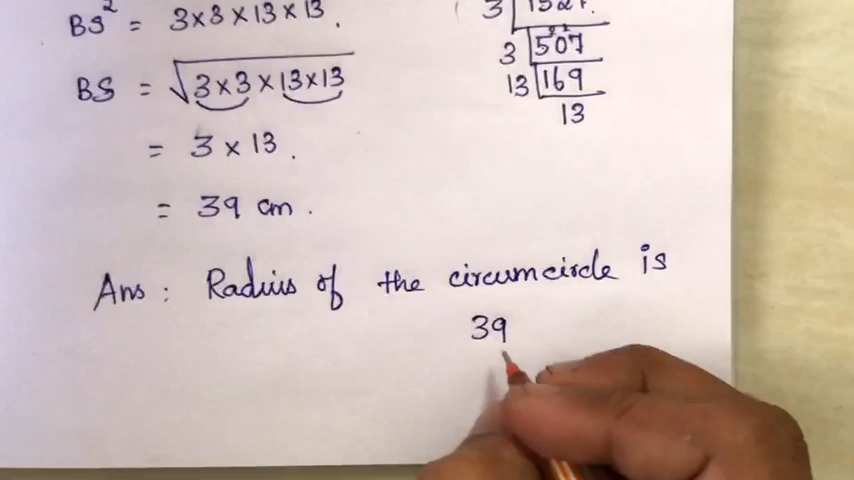 BS² = 3×3×13×13.
BS = √3×3×13×13
= 3 × 13.
= 39 cm.
Ans : Radius of the circumcircle is
39
3 1521.
3 507
13 169
13